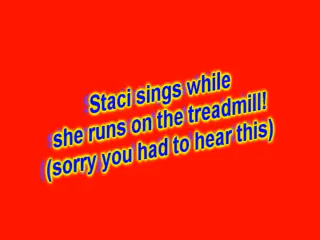 Staci sings while
she runs on the treadmill!
(sorry you had to hear this)